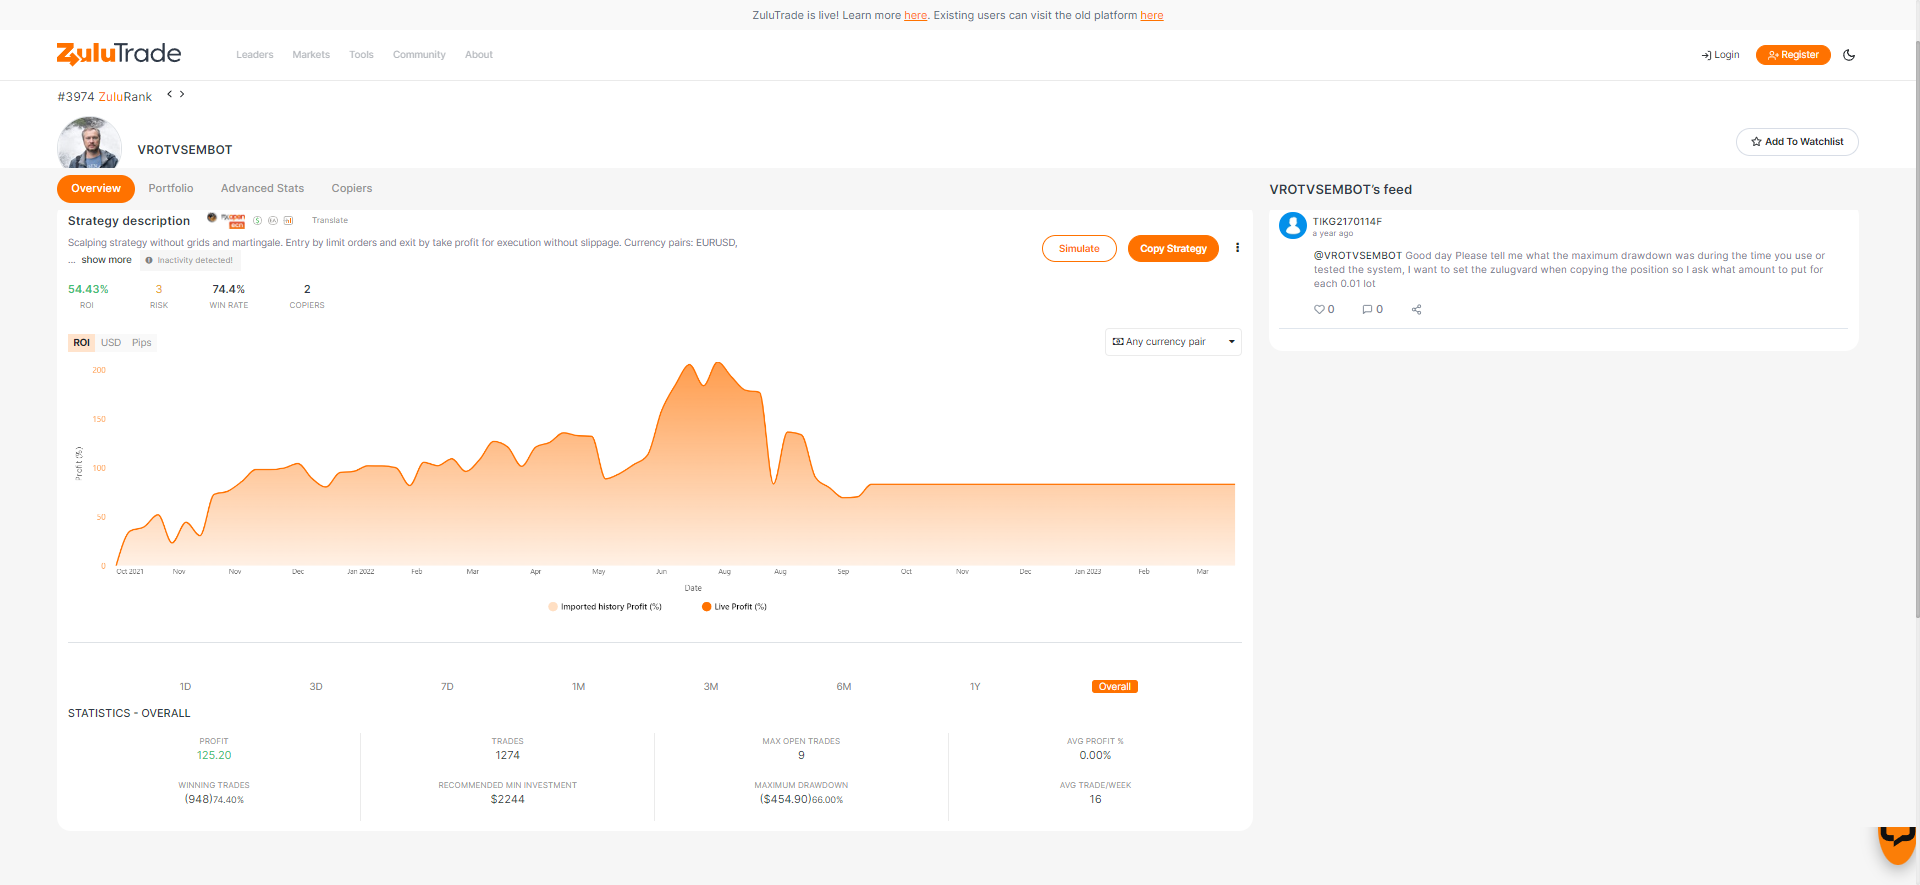 ZuluTrade is live! Learn more here. Existing users can visit the old platform here
ZuluTrade
Leaders
Markets
Tools
Community
About
Login
Register
#3974 ZuluRank
VROTVSEMBOT
Add To Watchlist
Overview
Portfolio
Advanced Stats
Copiers
Strategy description
Translate
Scalping strategy without grids and martingale. Entry by limit orders and exit by take profit for execution without slippage. Currency pairs: EURUSD,
... show more
Inactivity detected!
Simulate
Copy Strategy
54.43%
3
74.4%
2
ROI
RISK
WIN RATE
COPIERS
ROI
USD
Pips
Any currency pair
200
150
100
50
0
Profit (%)
Oct 2021
Nov
Nov
Dec
Jan 2022
Feb
Mar
Apr
May
Jun
Aug
Aug
Sep
Oct
Nov
Dec
Jan 2023
Feb
Mar
Date
Imported history Profit (%)
Live Profit (%)
1D
3D
7D
1M
3M
6M
1Y
Overall
STATISTICS - OVERALL
PROFIT
125.20
TRADES
1274
MAX OPEN TRADES
9
AVG PROFIT %
0.00%
WINNING TRADES
(948)74.40%
RECOMMENDED MIN INVESTMENT
$2244
MAXIMUM DRAWDOWN
($454.90)66.00%
AVG TRADE/WEEK
16
VROTVSEMBOT's feed
TIKG2170114F
a year ago
@VROTVSEMBOT Good day Please tell me what the maximum drawdown was during the time you use or
tested the system, I want to set the zulugvard when copying the position so I ask what amount to put for
each 0.01 lot
0
0